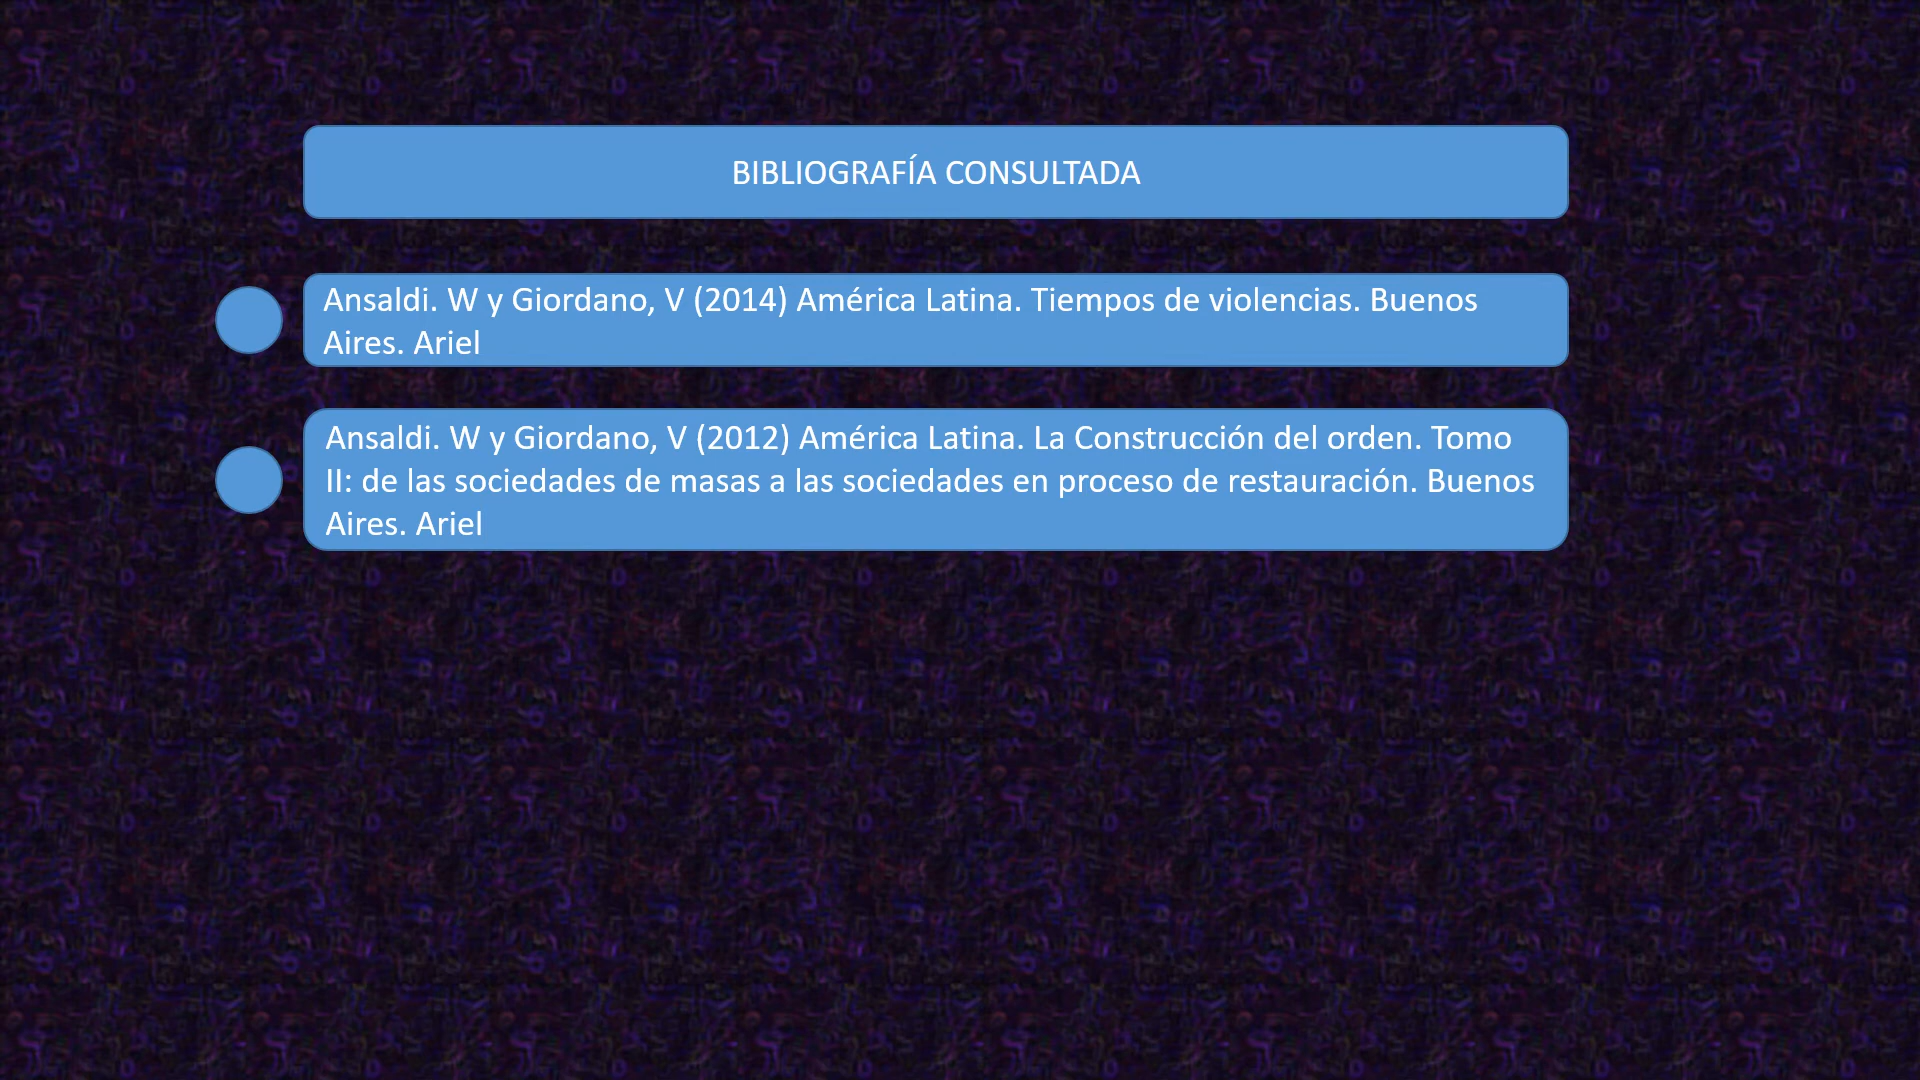 BIBLIOGRAFÍA CONSULTADA
Ansaldi. W y Giordano, V (2014) América Latina. Tiempos de violencias. Buenos
Aires. Ariel
Ansaldi. W y Giordano, V (2012) América Latina. La Construcción del orden. Tomo
II: de las sociedades de masas a las sociedades en proceso de restauración. Buenos
Aires. Ariel